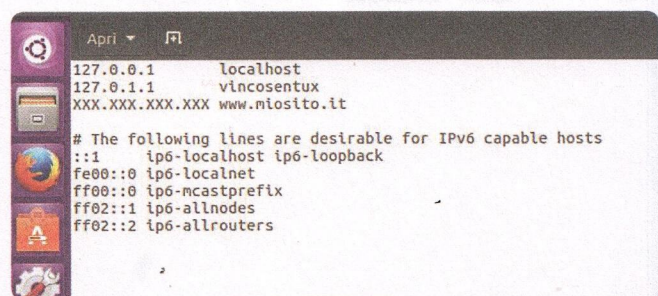 Apri
127.0.0.1 localhost
127.0.1.1 vincosentux
XXX.XXX.XXX.XXX www.miosito.it
# The following lines are desirable for IPv6 capable hosts
::1 ip6-localhost ip6-loopback
fe00::0 ip6-localnet
ff00::0 ip6-mcastprefix
ff02::1 ip6-allnodes
ff02::2 ip6-allrouters